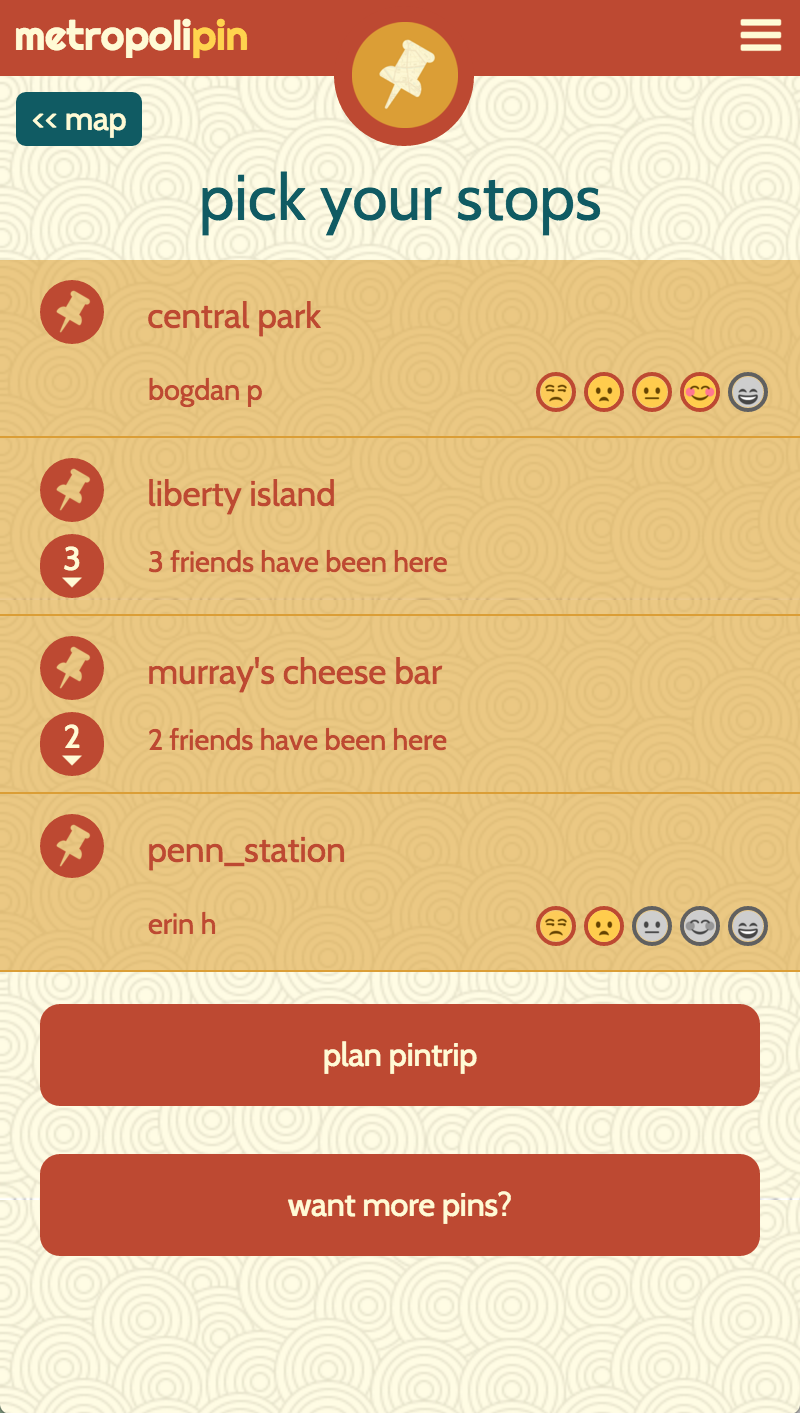 metropolipin
<< map
pick your stops
central park
bogdan p
liberty island
3
3 friends have been here
murray's cheese bar
2
2 friends have been here
penn_station
erin h
plan pintrip
want more pins?